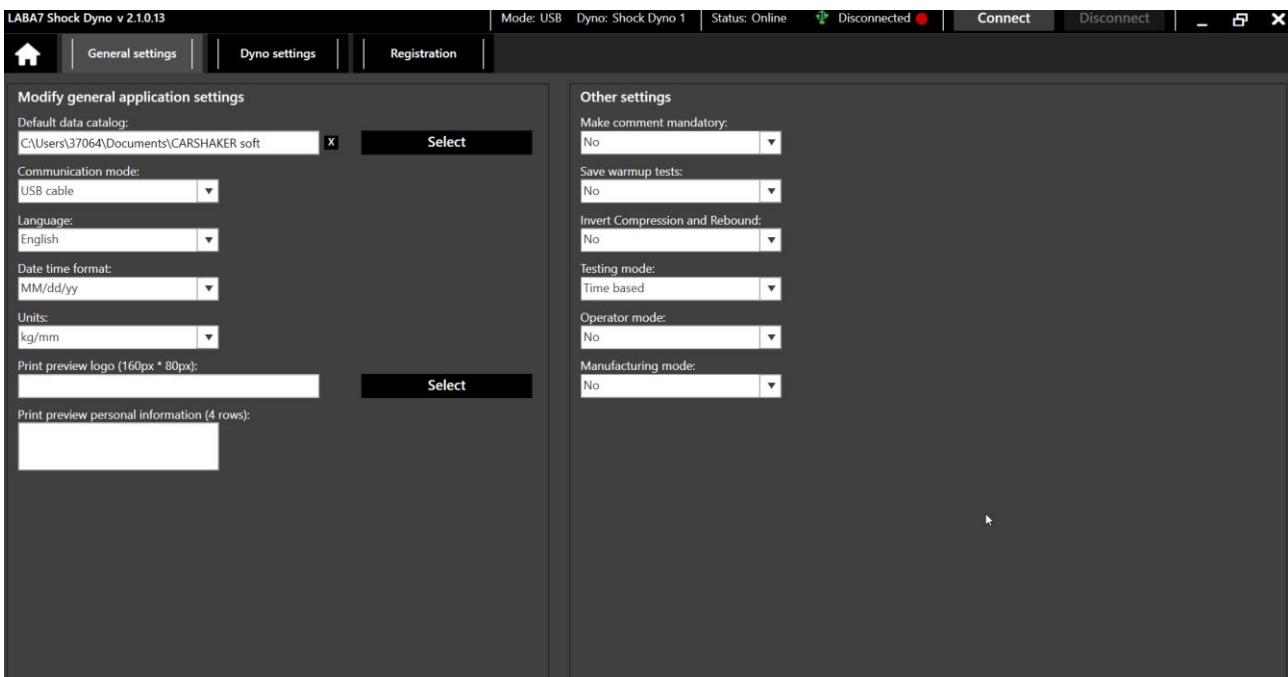 LABA7 Shock Dyno v 2.1.0.13
Mode: USB Dyno: Shock Dyno 1 Status: Online Disconnected Connect Disconnect
General settings Dyno settings Registration
Modify general application settings
Default data catalog:
C:\Users\37064\Documents\CARSHAKER soft X Select
Communication mode:
USB cable
Language:
English
Date time format:
MM/dd/yy
Units:
kg/mm
Print preview logo (160px * 80px):
Select
Print preview personal information (4 rows):
Other settings
Make comment mandatory:
No
Save warmup tests:
No
Invert Compression and Rebound:
No
Testing mode:
Time based
Operator mode:
No
Manufacturing mode:
No